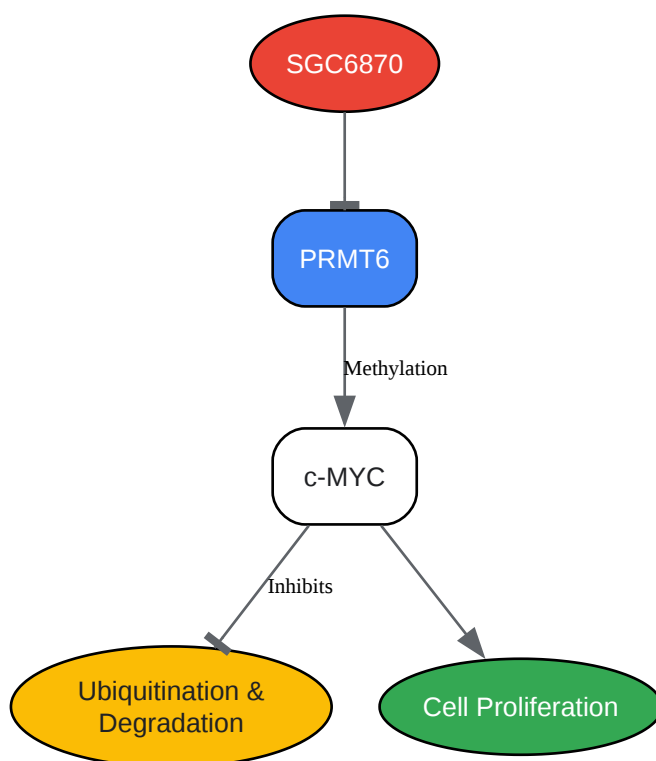 SGC6870
PRMT6
Methylation
c-MYC
Inhibits
Ubiquitination &
Degradation
Cell Proliferation